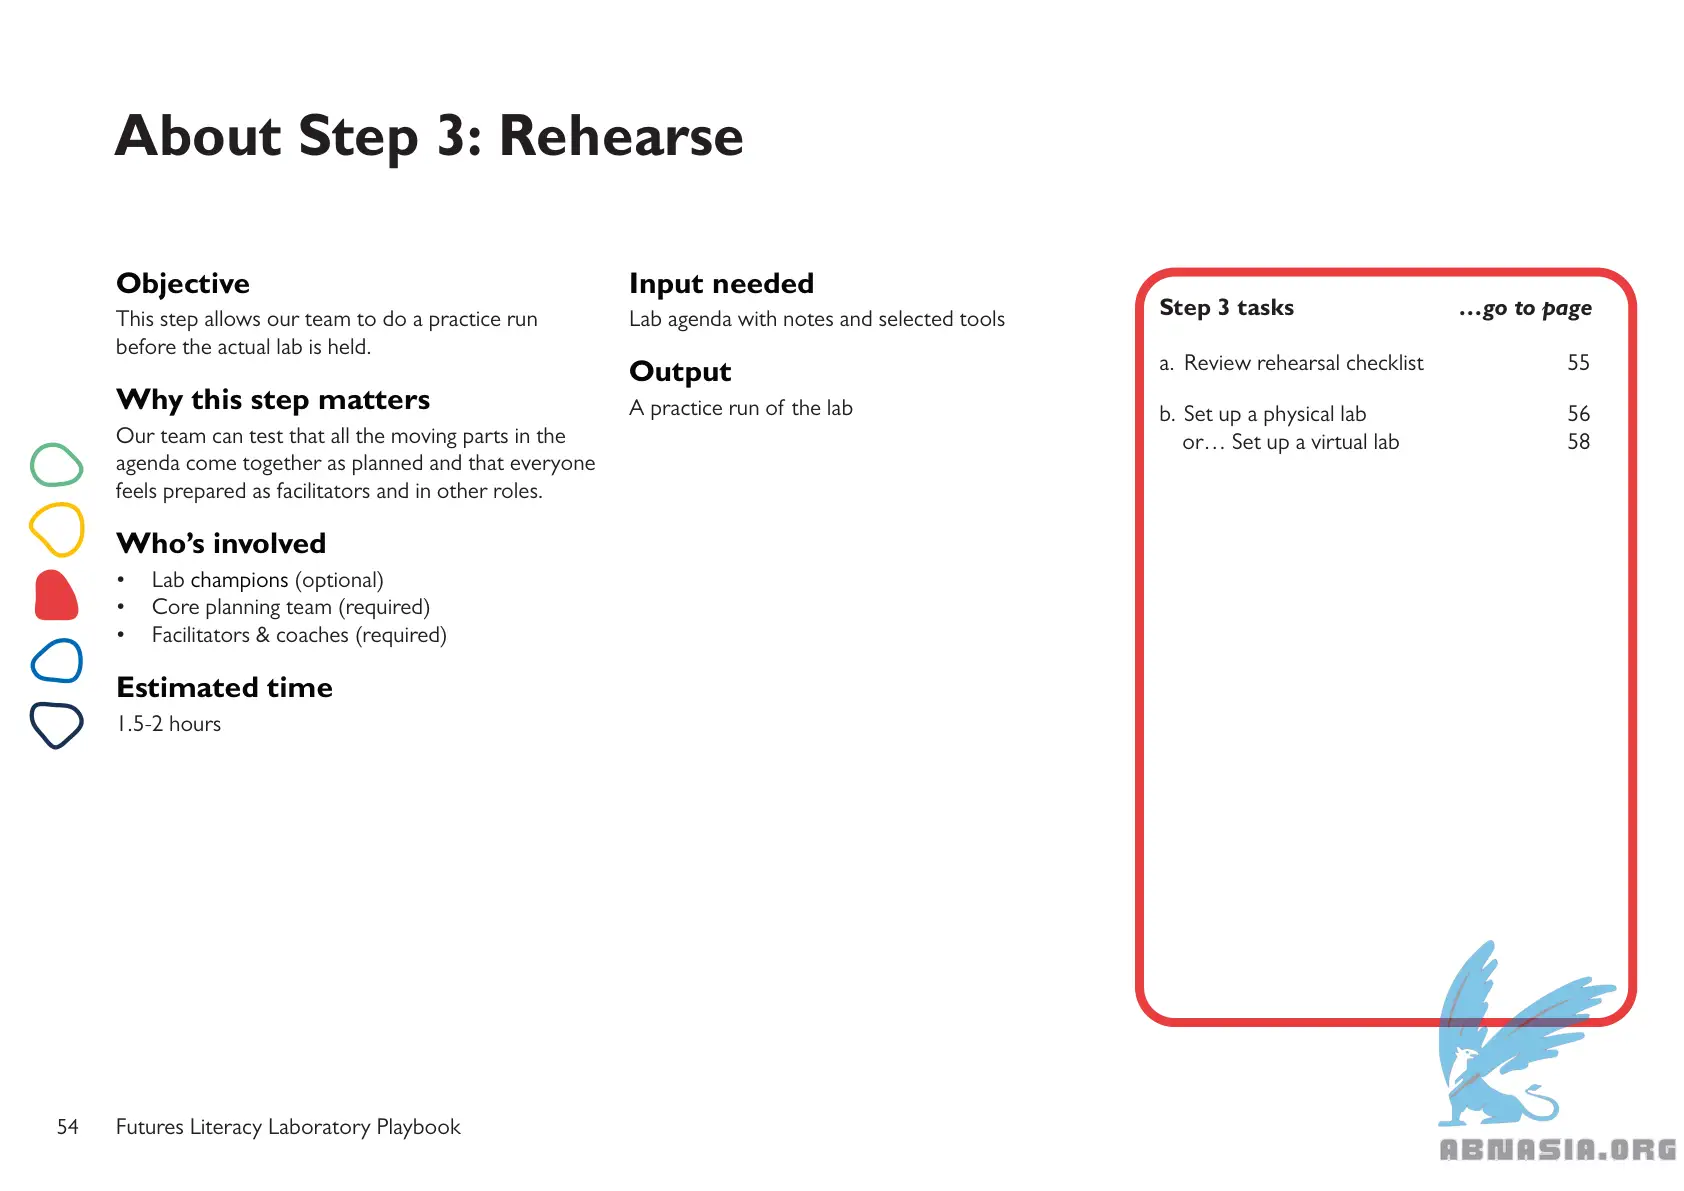 About Step 3: Rehearse
Objective
This step allows our team to do a practice run
before the actual lab is held.
Why this step matters
Our team can test that all the moving parts in the
agenda come together as planned and that everyone
feels prepared as facilitators and in other roles.
Who’s involved
• Lab champions (optional)
• Core planning team (required)
• Facilitators & coaches (required)
Estimated time
1.5-2 hours
Input needed
Lab agenda with notes and selected tools
Output
A practice run of the lab
Step 3 tasks …go to page
a. Review rehearsal checklist 55
b. Set up a physical lab 56
or… Set up a virtual lab 58
54 Futures Literacy Laboratory Playbook
ABNASIA.ORG